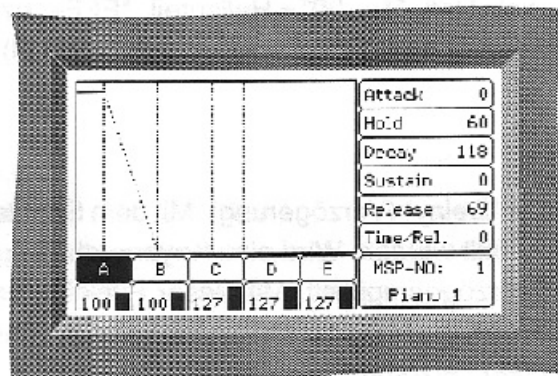 Attack 0
Hold 60
Decay 118
Sustain 0
Release 69
Time/Rel. 0
A B C D E MSP-NO: 1
100 100 127 127 127 Piano 1